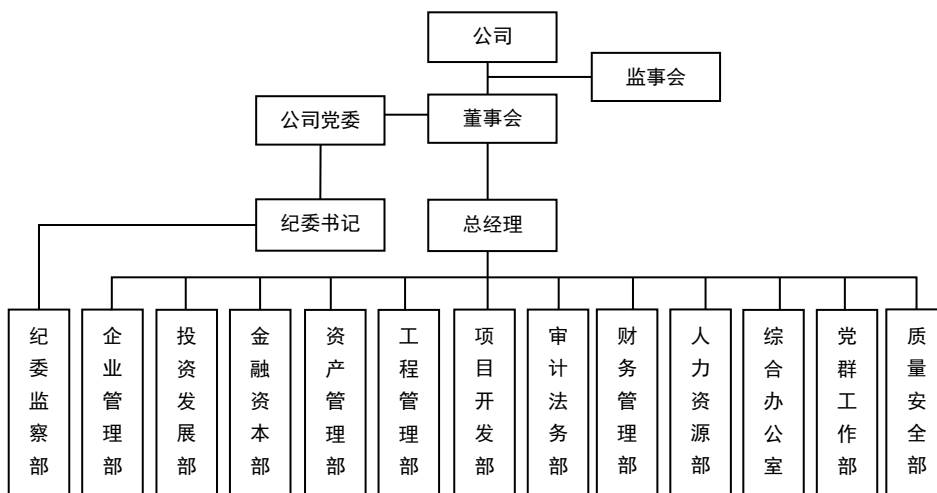 公司
监事会
公司党委
董事会
纪委书记
总经理
纪委监察部
企业管理部
投资发展部
金融资本部
资产管理部
工程管理部
项目开发部
审计法务部
财务管理部
人力资源部
综合办公室
党群工作部
质量安全部